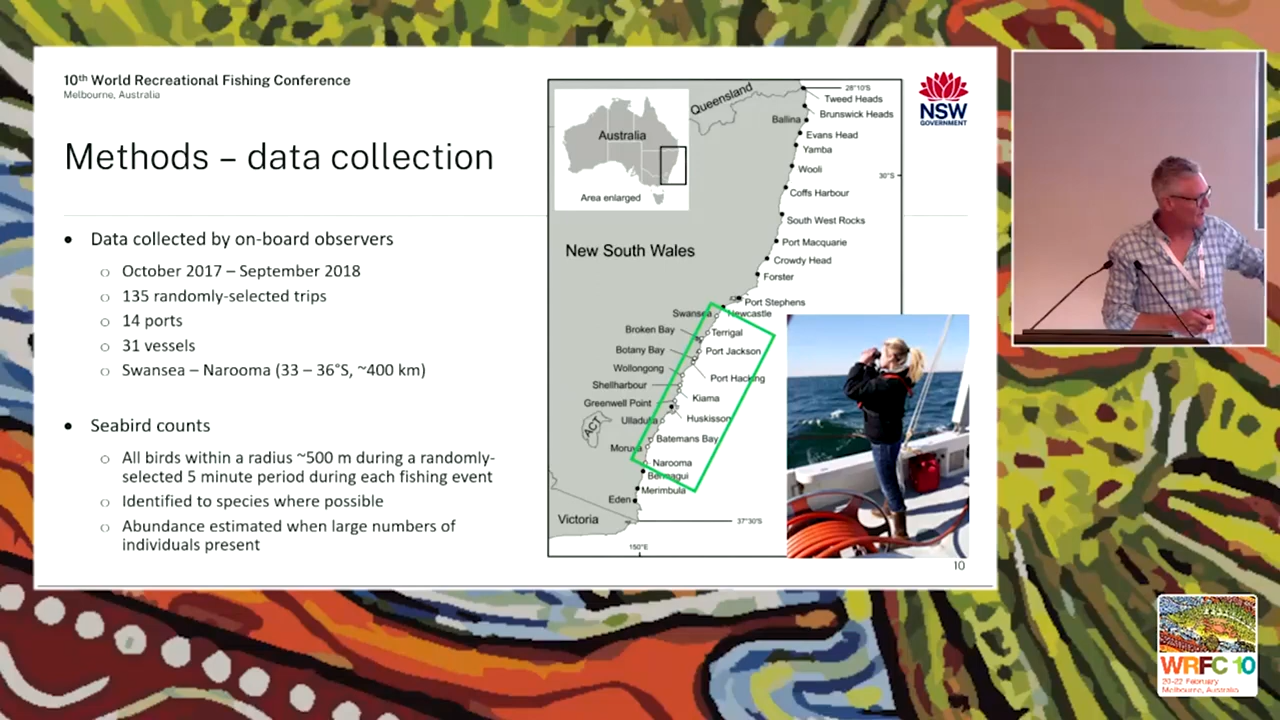 10th World Recreational Fishing Conference
Melbourne, Australia
NSW
GOVERNMENT
Methods – data collection
• Data collected by on-board observers
o October 2017 – September 2018
o 135 randomly-selected trips
o 14 ports
o 31 vessels
o Swansea – Narooma (33 – 36°S, ~400 km)
• Seabird counts
o All birds within a radius ~500 m during a randomly-
selected 5 minute period during each fishing event
o Identified to species where possible
o Abundance estimated when large numbers of
individuals present
Australia
Area enlarged
Queensland
28°10'S
Tweed Heads
Brunswick Heads
Ballina
Evans Head
Yamba
Wooli
30°S
Coffs Harbour
South West Rocks
New South Wales
Port Macquarie
Crowdy Head
Forster
Port Stephens
Swansea
Newcastle
Broken Bay
Terrigal
Botany Bay
Port Jackson
Wollongong
Port Hacking
Shellharbour
Kiama
Greenwell Point
Huskisson
Ulladulla
ACT
Batemans Bay
Moruya
Narooma
Bermagui
Merimbula
Eden
Victoria
37°30'S
150°E
10
WRFC 10
20-22 February
Melbourne, Australia